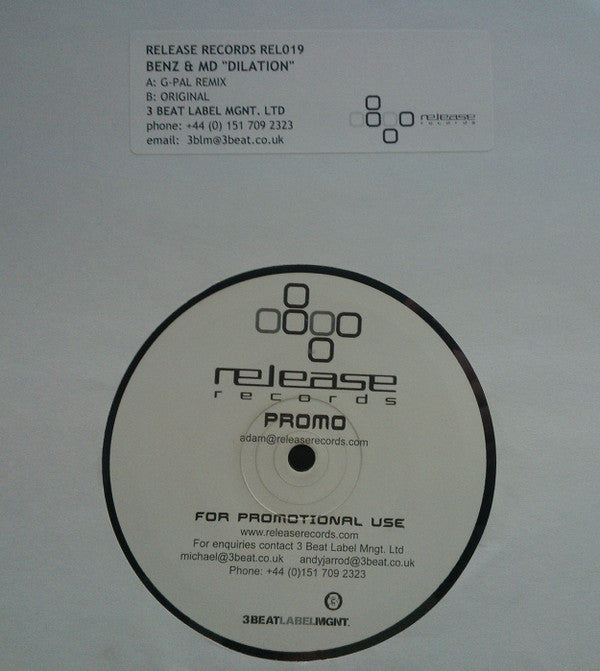 RELEASE RECORDS REL019
BENZ & MD "DILATION"
A: G-PAL REMIX
B: ORIGINAL
3 BEAT LABEL MGNT. LTD
phone: +44 (0) 151 709 2323
email: 3blm@3beat.co.uk
release
records
release
records
PROMO
adam@releaserecords.com
FOR PROMOTIONAL USE
www.releaserecords.com
For enquiries contact 3 Beat Label Mngt. Ltd
michael@3beat.co.uk andyjarrod@3beat.co.uk
Phone: +44 (0)151 709 2323
3BEATLABELMGNT.